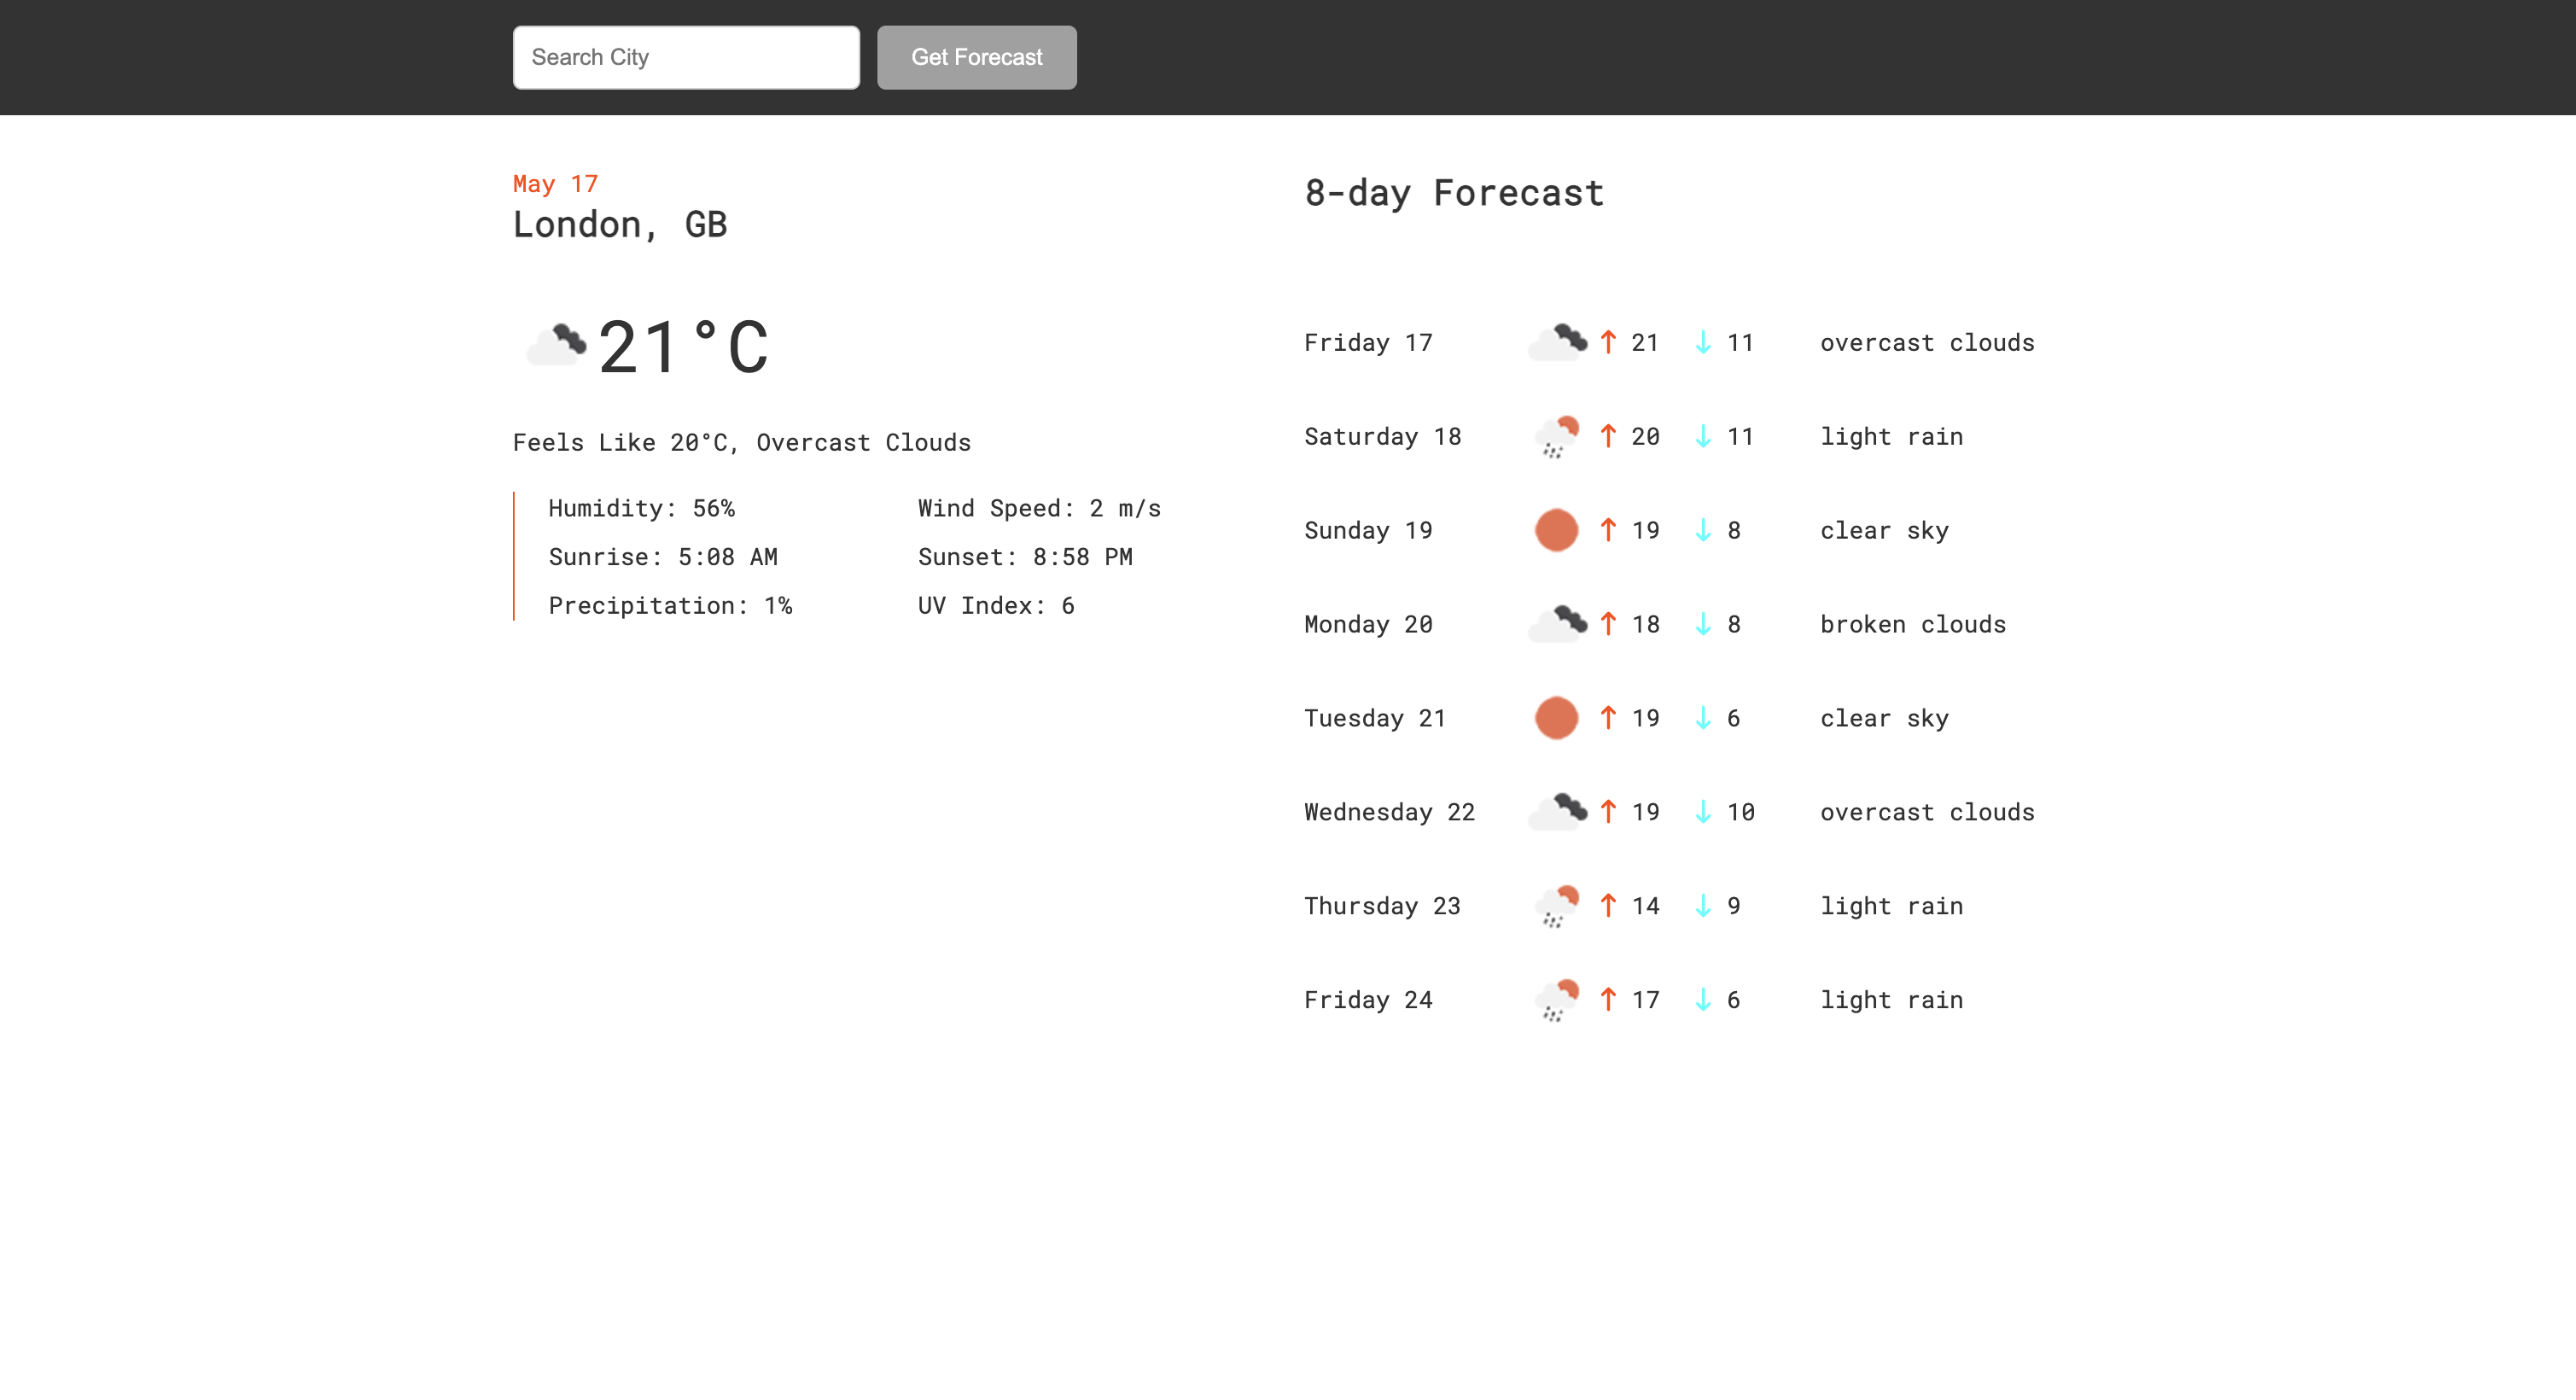 Search City
Get Forecast
May 17
London, GB
21°C
Feels Like 20°C, Overcast Clouds
Humidity: 56%
Wind Speed: 2 m/s
Sunrise: 5:08 AM
Sunset: 8:58 PM
Precipitation: 1%
UV Index: 6
8-day Forecast
Friday 17 ↑ 21 ↓ 11 overcast clouds
Saturday 18 ↑ 20 ↓ 11 light rain
Sunday 19 ↑ 19 ↓ 8 clear sky
Monday 20 ↑ 18 ↓ 8 broken clouds
Tuesday 21 ↑ 19 ↓ 6 clear sky
Wednesday 22 ↑ 19 ↓ 10 overcast clouds
Thursday 23 ↑ 14 ↓ 9 light rain
Friday 24 ↑ 17 ↓ 6 light rain